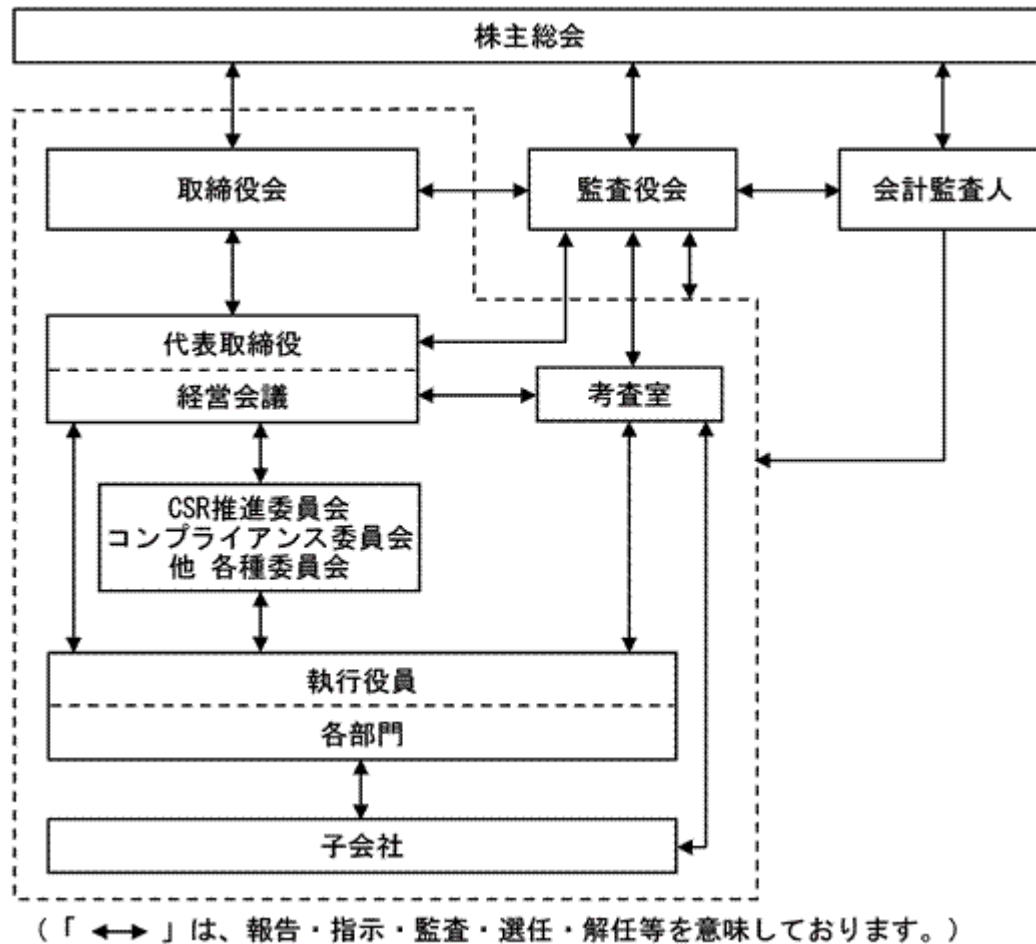 株主総会
取締役会
監査役会
会計監査人
代表取締役
経営会議
考査室
CSR推進委員会
コンプライアンス委員会
他 各種委員会
執行役員
各部門
子会社
(「 ←→ 」は、報告・指示・監査・選任・解任等を意味しております。)